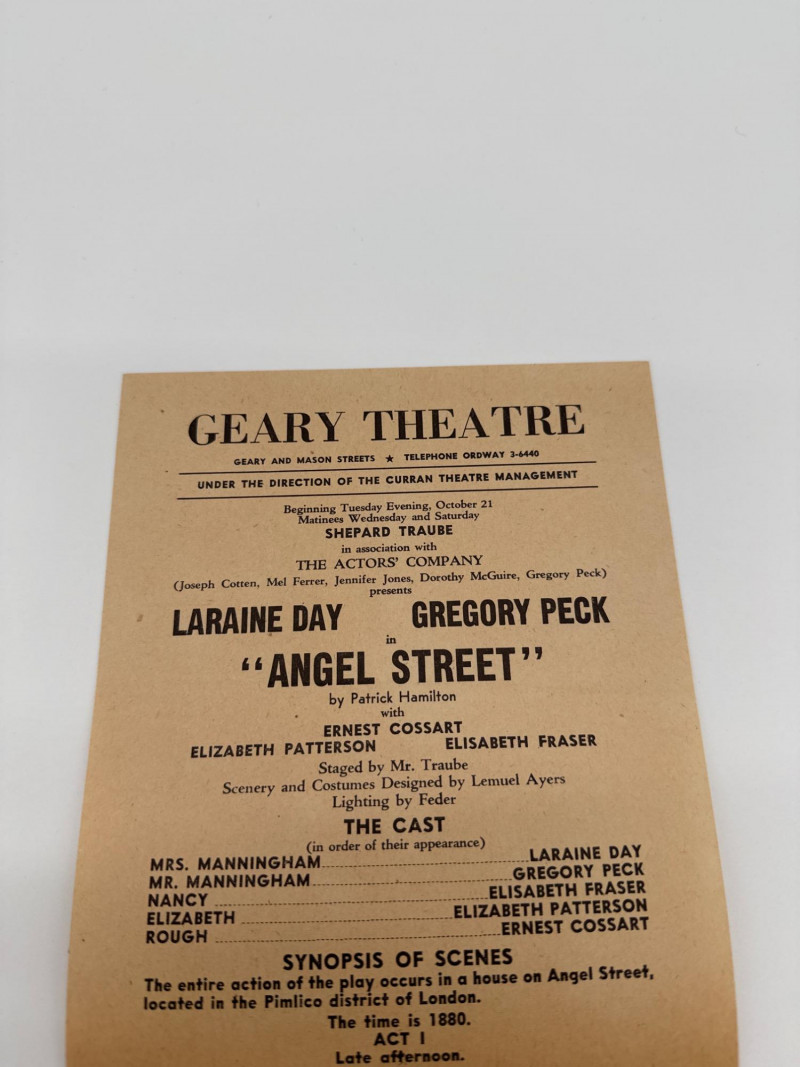 GEARY THEATRE
GEARY AND MASON STREETS ★ TELEPHONE ORDWAY 3-6440
UNDER THE DIRECTION OF THE CURRAN THEATRE MANAGEMENT
Beginning Tuesday Evening, October 21
Matinees Wednesday and Saturday
SHEPARD TRAUBE
in association with
THE ACTORS' COMPANY
(Joseph Cotten, Mel Ferrer, Jennifer Jones, Dorothy McGuire, Gregory Peck)
presents
LARAINE DAY GREGORY PECK
in
"ANGEL STREET"
by Patrick Hamilton
with
ERNEST COSSART
ELIZABETH PATTERSON ELISABETH FRASER
Staged by Mr. Traube
Scenery and Costumes Designed by Lemuel Ayers
Lighting by Feder
THE CAST
(in order of their appearance)
MRS. MANNINGHAM LARAINE DAY
MR. MANNINGHAM GREGORY PECK
NANCY ELISABETH FRASER
ELIZABETH ELIZABETH PATTERSON
ROUGH ERNEST COSSART
SYNOPSIS OF SCENES
The entire action of the play occurs in a house on Angel Street,
located in the Pimlico district of London.
The time is 1880.
ACT I
Late afternoon.